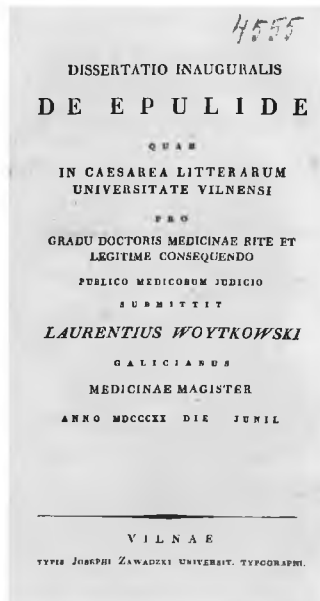 4555
DISSERTATIO INAUGURALIS
DE EPULIDE
QUAM
IN CAESAREA LITTERARUM
UNIVERSITATE VILNENSI
PRO
GRADU DOCTORIS MEDICINAE RITE ET
LEGITIME CONSEQUENDO
PUBLICO MEDICORUM JUDICIO
SUBMITTIT
LAURENTIUS WOYTKOWSKI
GALICIANUS
MEDICINAE MAGISTER
ANNO MDCCCXX DIE JUNII.
VILNAE
TYPIS JOSEPHI ZAWADZKI UNIVERSIT. TYPOGRAPHI.